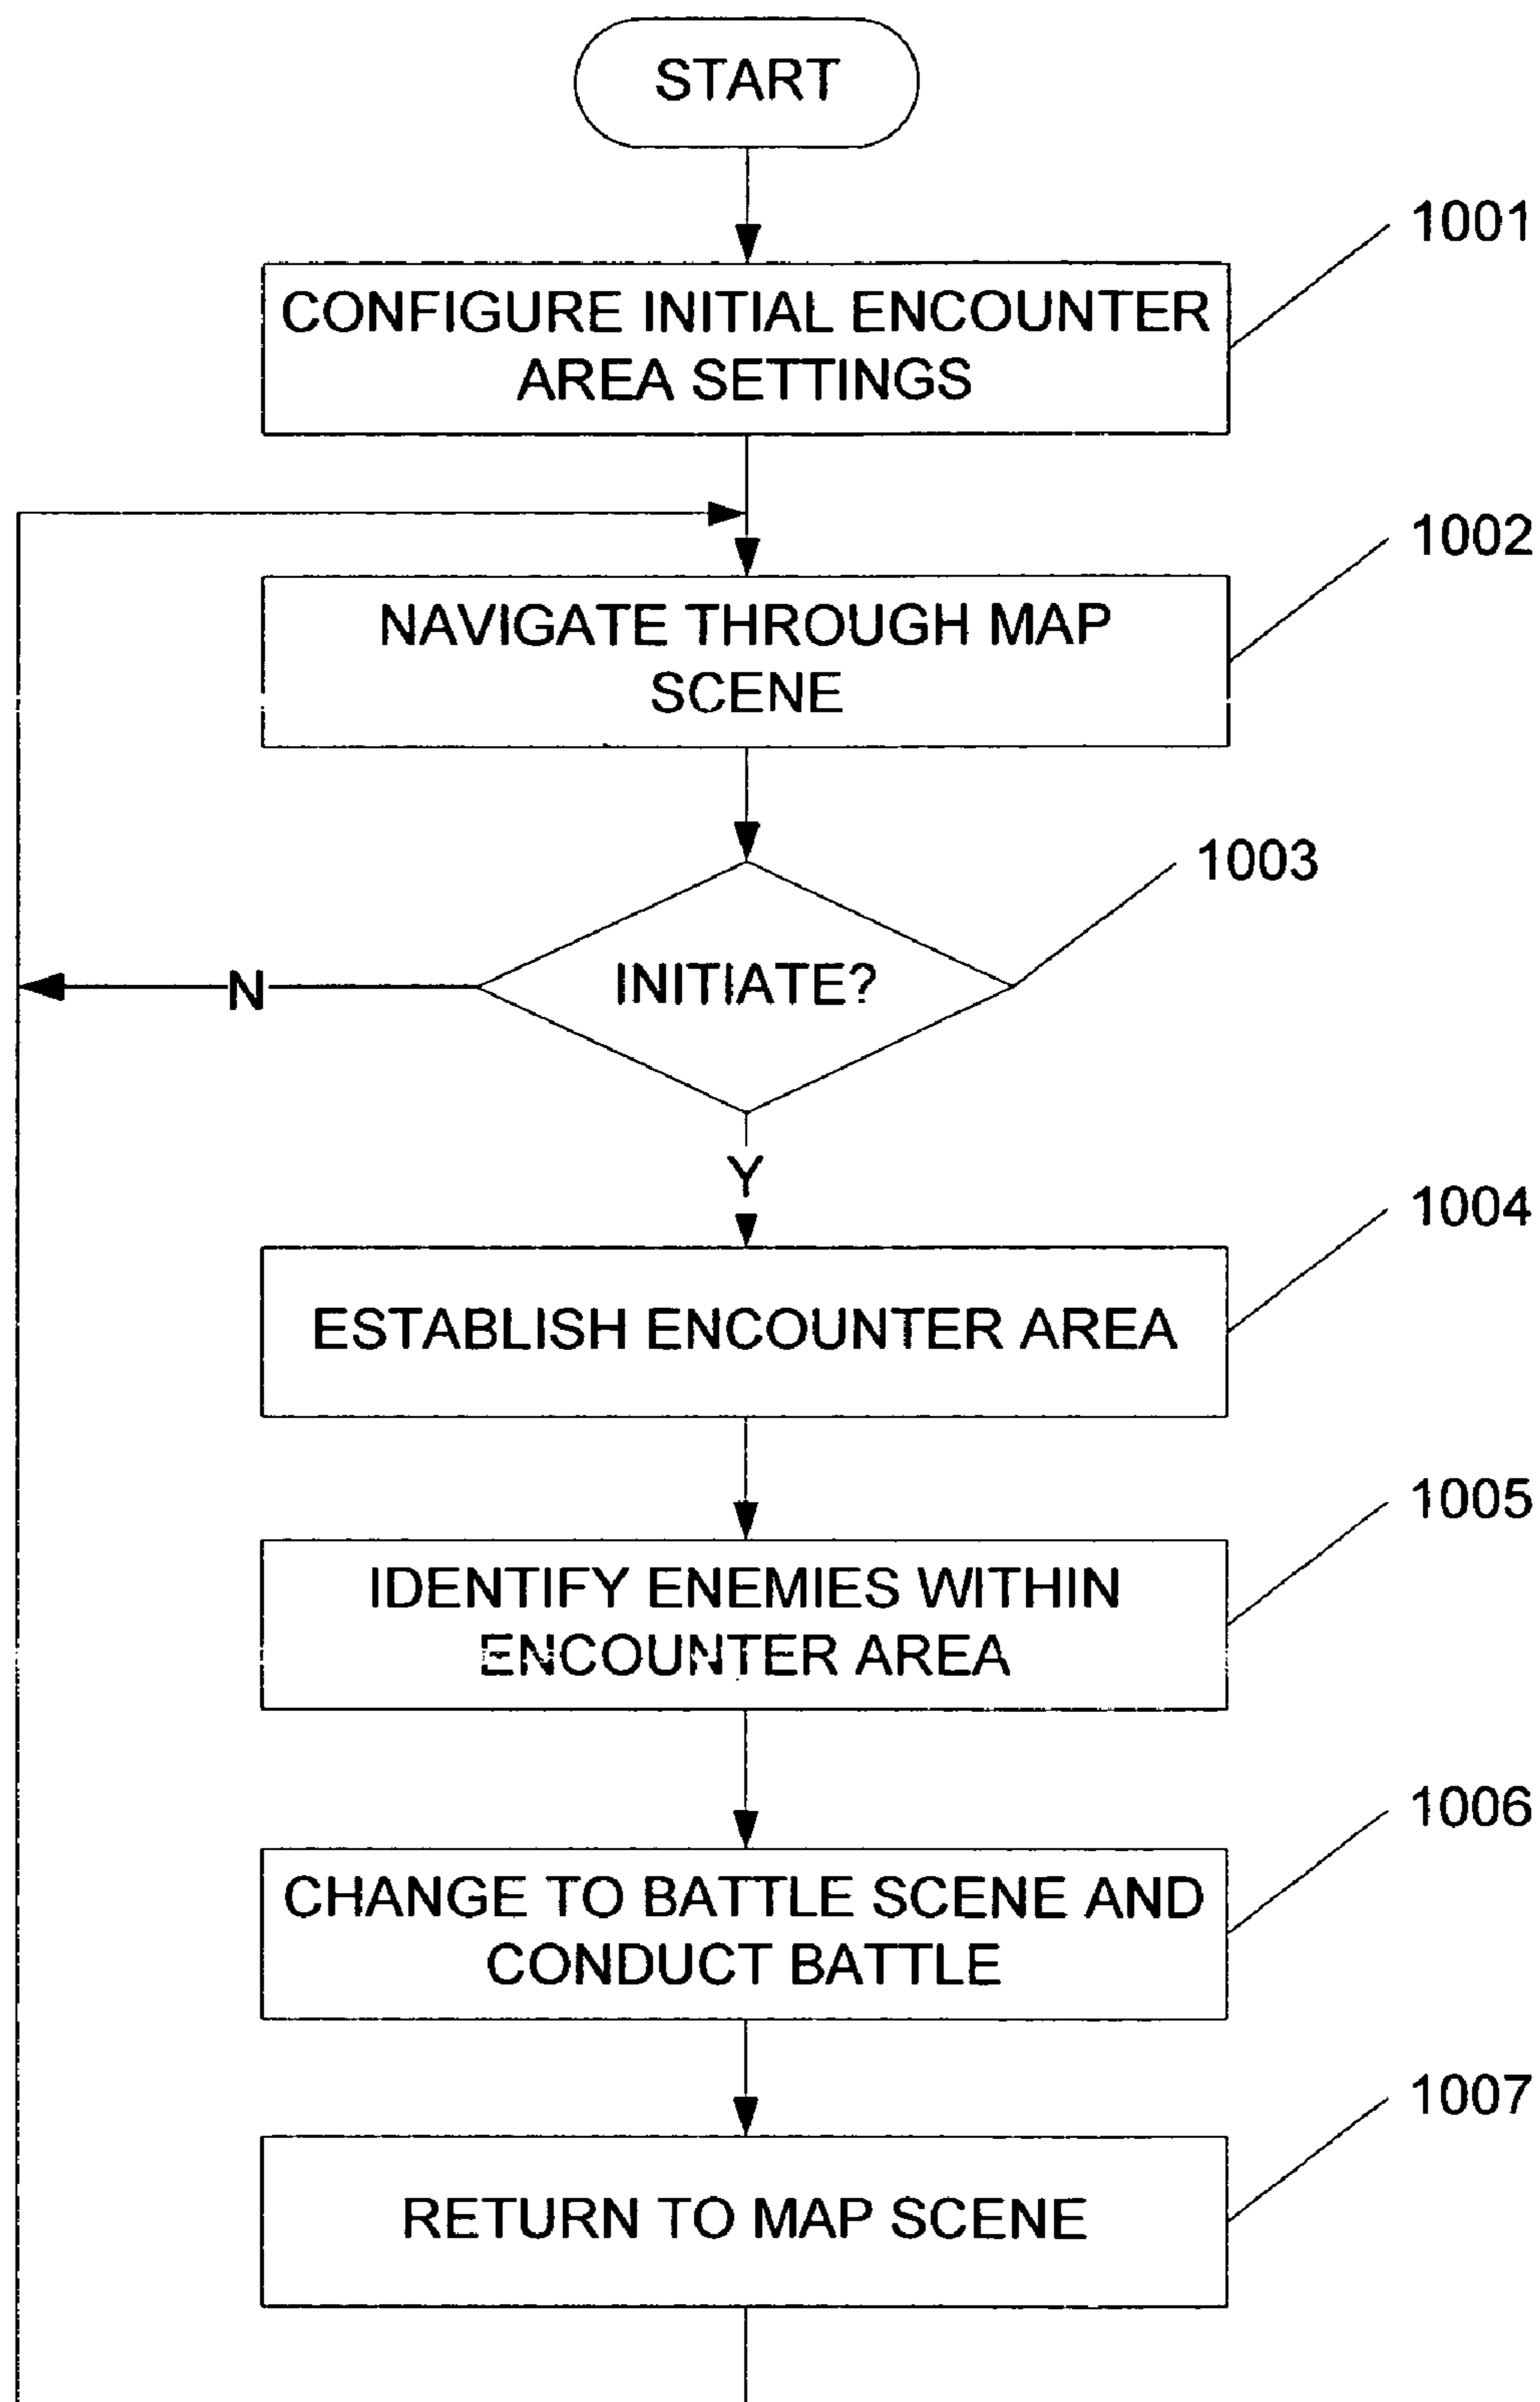 START
1001
CONFIGURE INITIAL ENCOUNTER
AREA SETTINGS
1002
NAVIGATE THROUGH MAP
SCENE
1003
INITIATE?
N
Y
1004
ESTABLISH ENCOUNTER AREA
1005
IDENTIFY ENEMIES WITHIN
ENCOUNTER AREA
1006
CHANGE TO BATTLE SCENE AND
CONDUCT BATTLE
1007
RETURN TO MAP SCENE